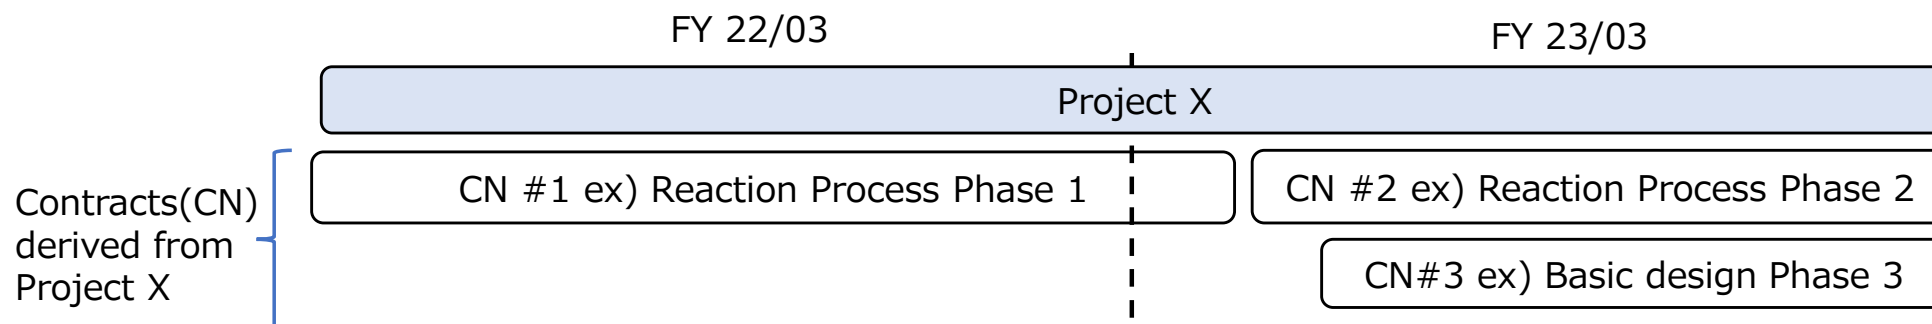 FY 22/03
FY 23/03
Project X
CN #1 ex) Reaction Process Phase 1
CN #2 ex) Reaction Process Phase 2
Contracts(CN)
derived from
Project X
CN#3 ex) Basic design Phase 3